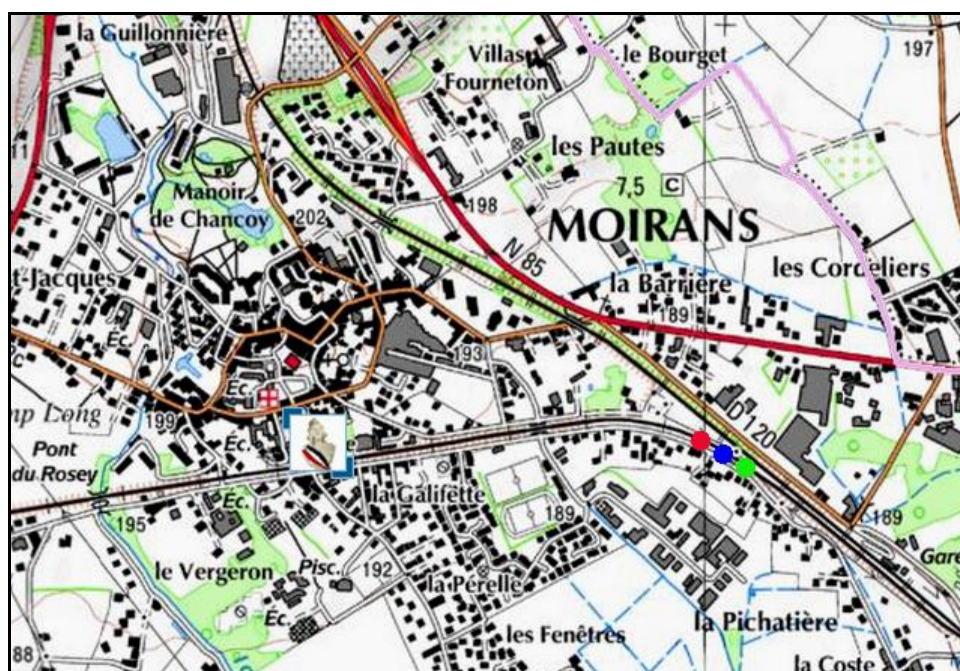 la Guillonnière
Villas
Fourneton
le Bourget
197
les Pautes
7,5
C
Manoir
de Chancoy
202
198
MOIRANS
N 85
t-Jacques
la Barrière
les Cordeliers
189
Éc.
193
Éc.
mp Long
199
D 120
Pont
du Rosey
Éc.
la Galifette
189
189
195
Éc.
Gare
le Vergeron
Pisc.
192
la Pérelle
Éc.
les Fenêtres
la Pichatière
88
la Coste